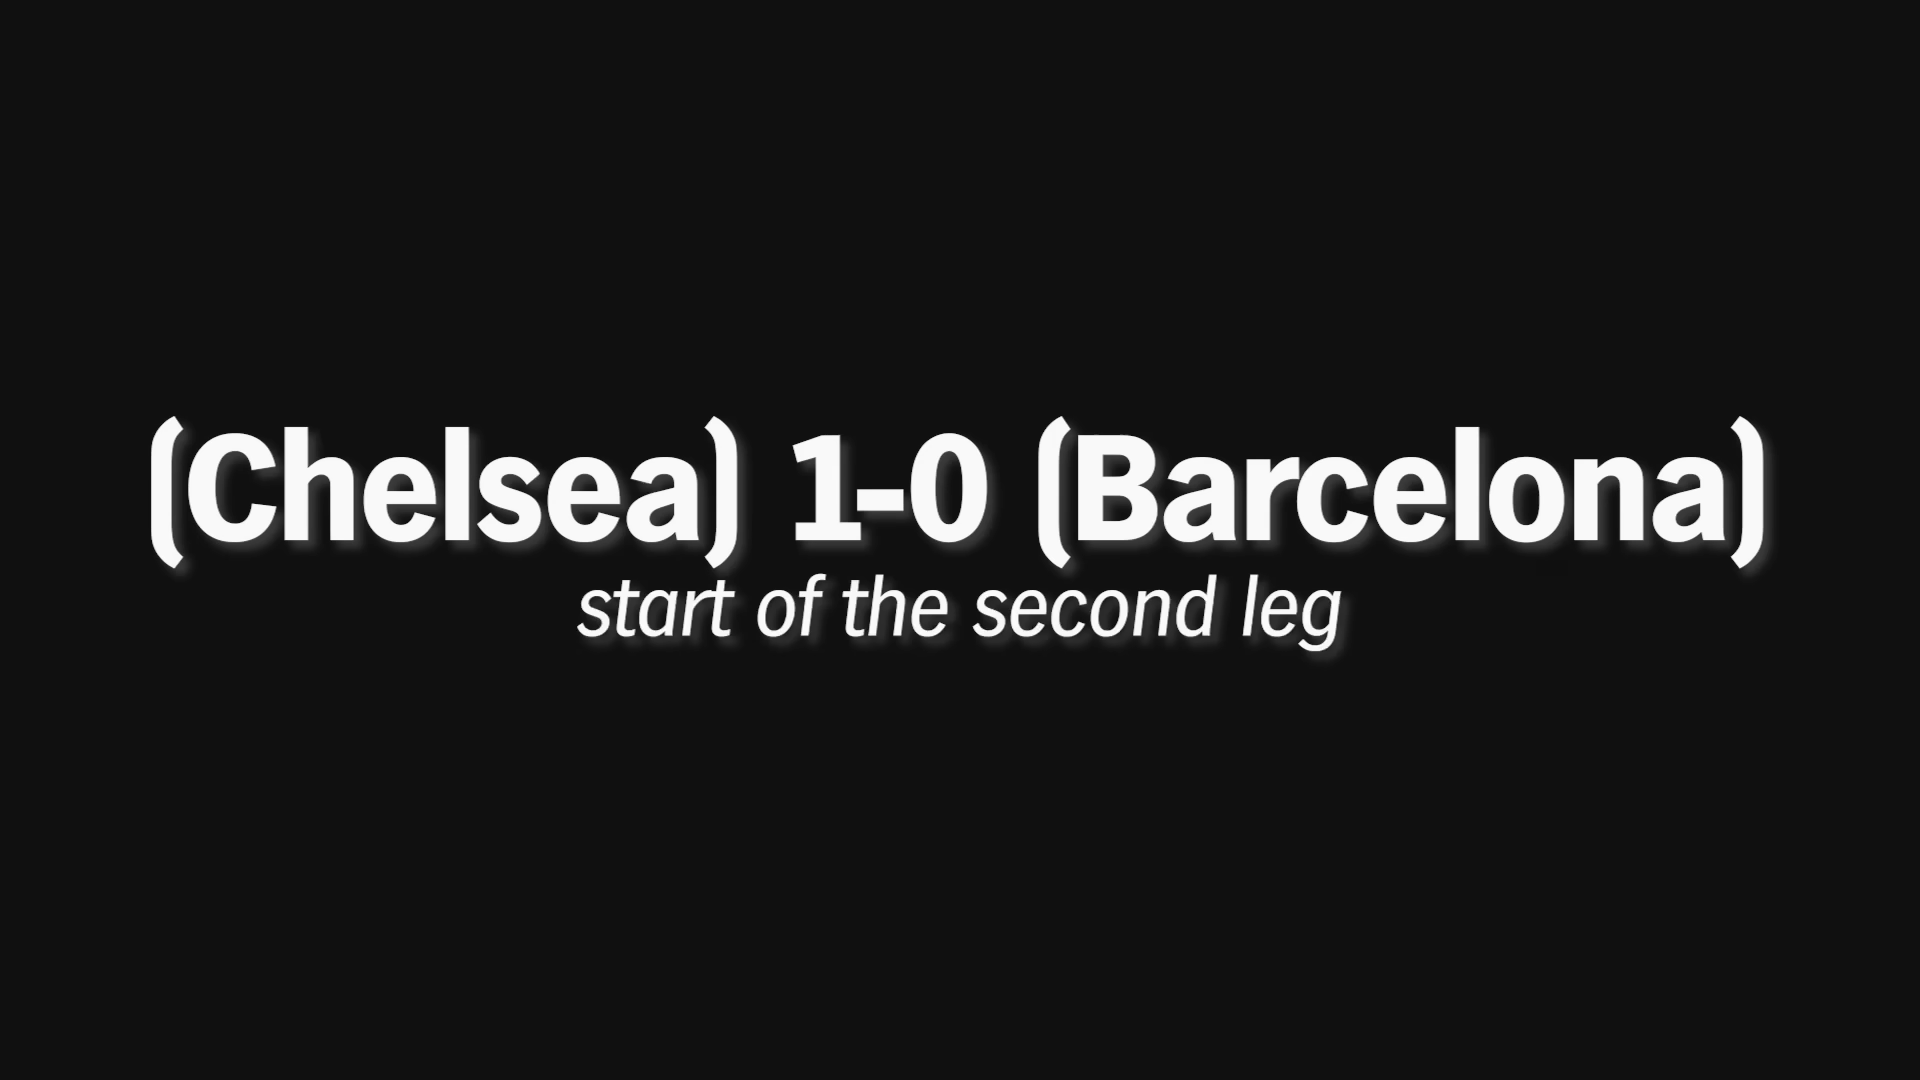 (Chelsea) 1-0 (Barcelona)
start of the second leg